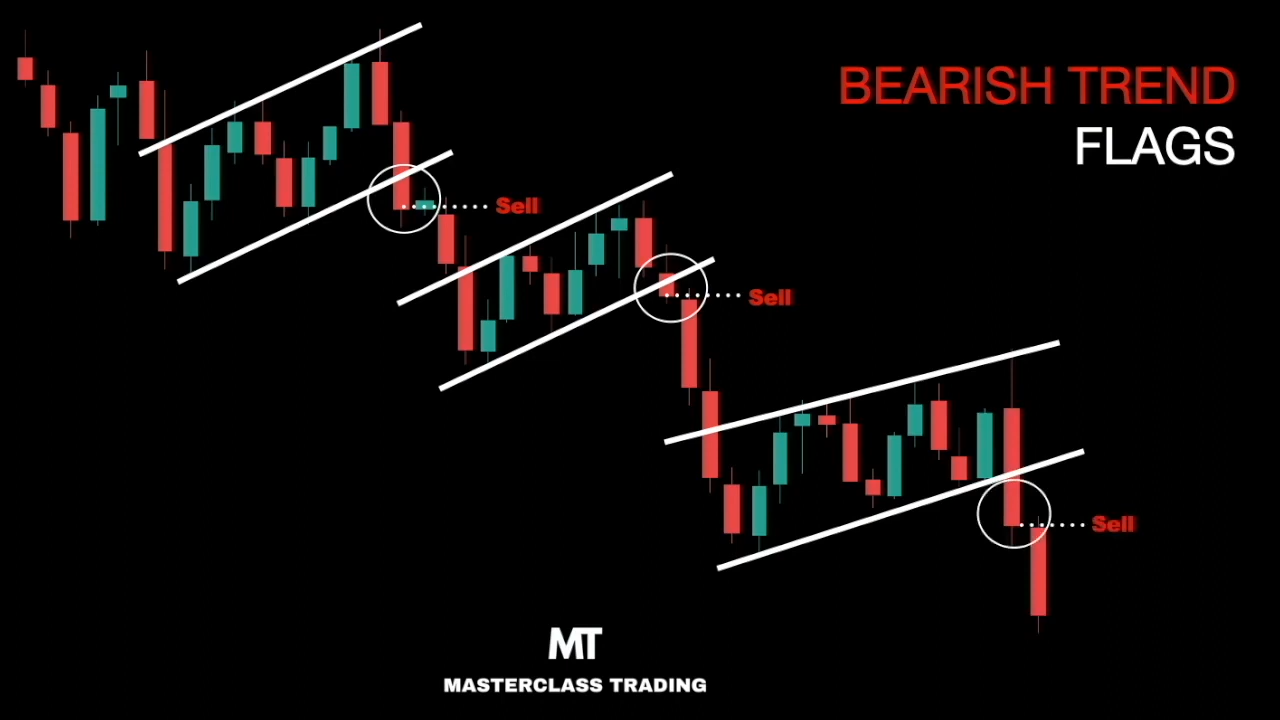 BEARISH TREND
FLAGS
Sell
Sell
Sell
MT
MASTERCLASS TRADING